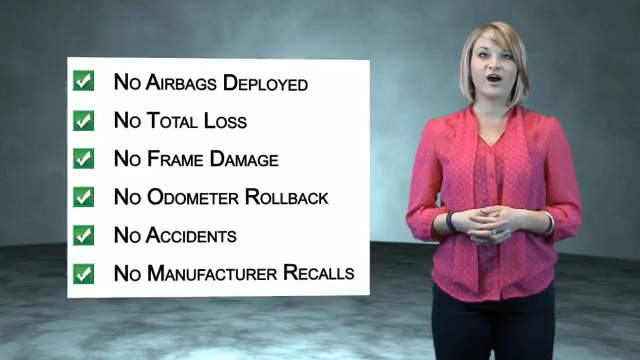 No Airbags Deployed
No Total Loss
No Frame Damage
No Odometer Rollback
No Accidents
No Manufacturer Recalls